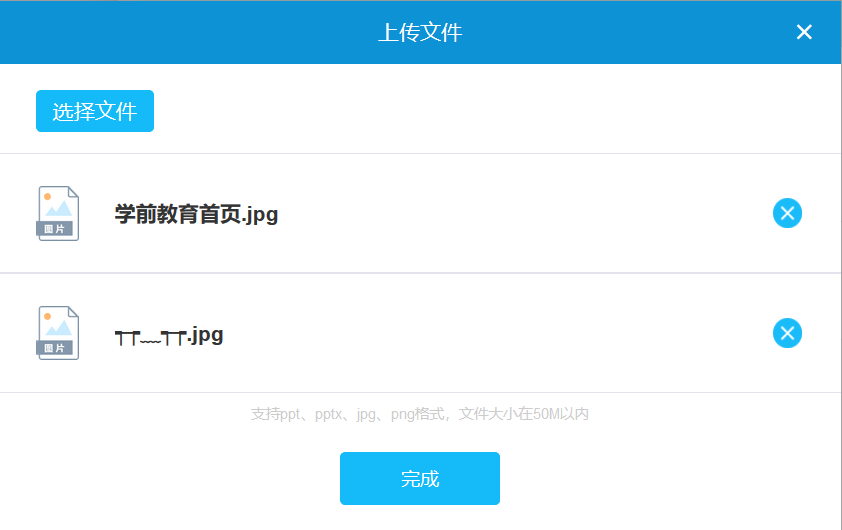 上传文件
选择文件
图片
学前教育首页.jpg
图片
┭┮﹏┭┮.jpg
支持ppt、pptx、jpg、png格式，文件大小在50M以内
完成